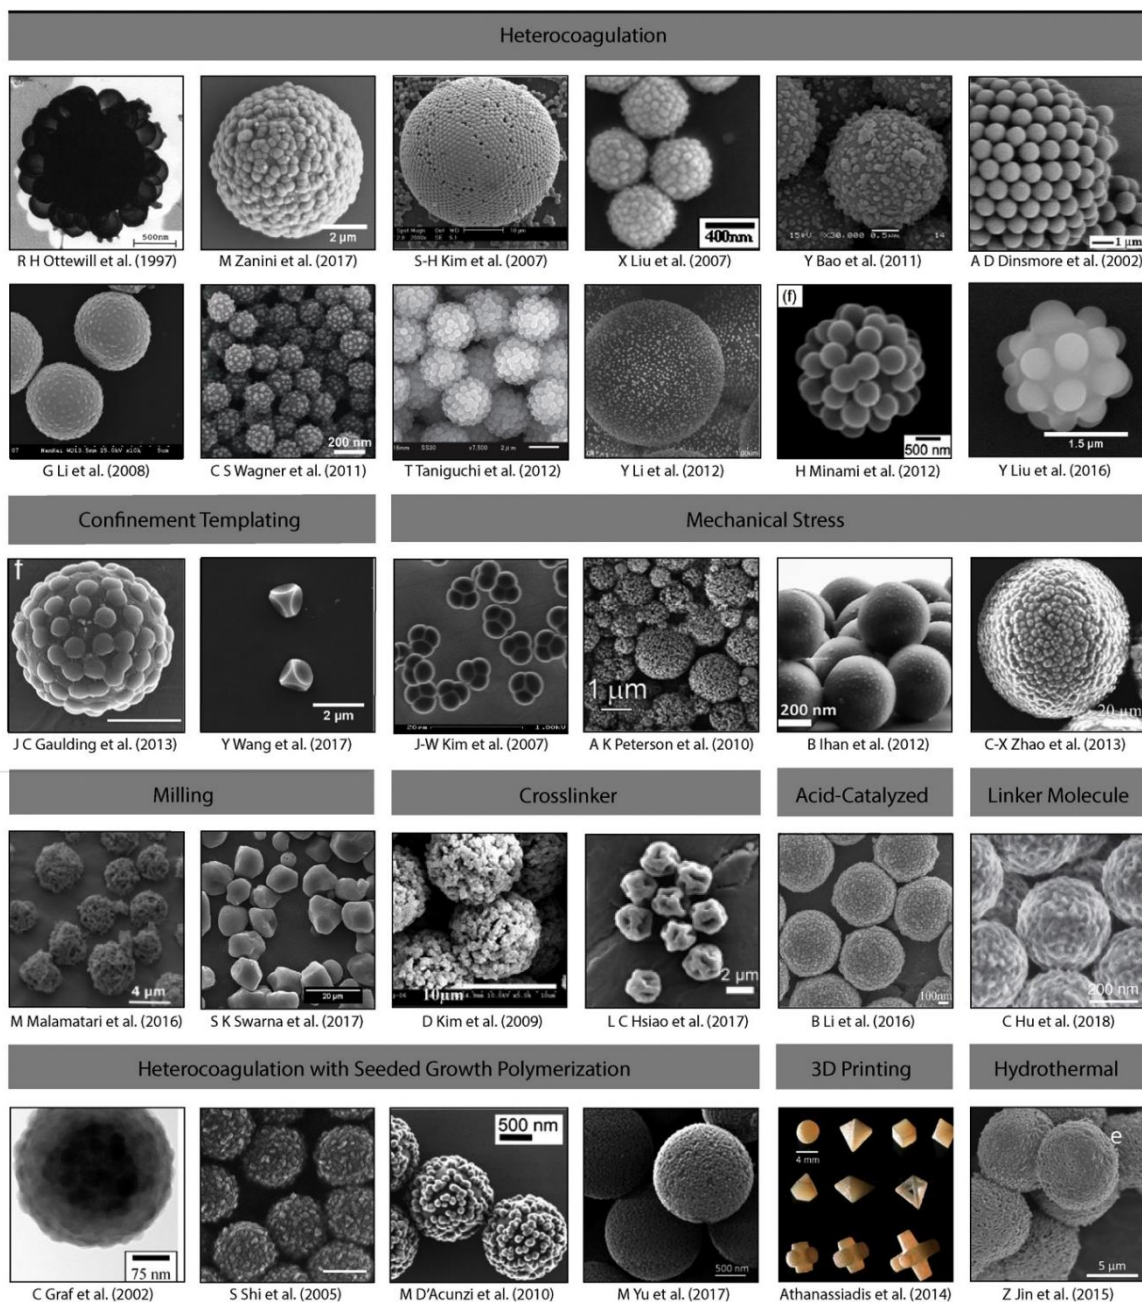 Heterocoagulation
500nm
2 µm
400nm
15kV X30,000 0.5µm 14
1 µm
R H Ottewill et al. (1997)
M Zanini et al. (2017)
S-H Kim et al. (2007)
X Liu et al. (2007)
Y Bao et al. (2011)
A D Dinsmore et al. (2002)
200 nm
(f)
500 nm
1.5 µm
G Li et al. (2008)
C S Wagner et al. (2011)
T Taniguchi et al. (2012)
Y Li et al. (2012)
H Minami et al. (2012)
Y Liu et al. (2016)
Confinement Templating
Mechanical Stress
f
2 µm
1 µm
200 nm
20 µm
J C Gaulding et al. (2013)
Y Wang et al. (2017)
J-W Kim et al. (2007)
A K Peterson et al. (2010)
B Ihan et al. (2012)
C-X Zhao et al. (2013)
Milling
Crosslinker
Acid-Catalyzed
Linker Molecule
4 µm
20 µm
10µm
2 µm
100nm
200 nm
M Malamatari et al. (2016)
S K Swarna et al. (2017)
D Kim et al. (2009)
L C Hsiao et al. (2017)
B Li et al. (2016)
C Hu et al. (2018)
Heterocoagulation with Seeded Growth Polymerization
3D Printing
Hydrothermal
75 nm
500 nm
500 nm
4 mm
e
5 µm
C Graf et al. (2002)
S Shi et al. (2005)
M D'Acunzi et al. (2010)
M Yu et al. (2017)
Athanassiadis et al. (2014)
Z Jin et al. (2015)